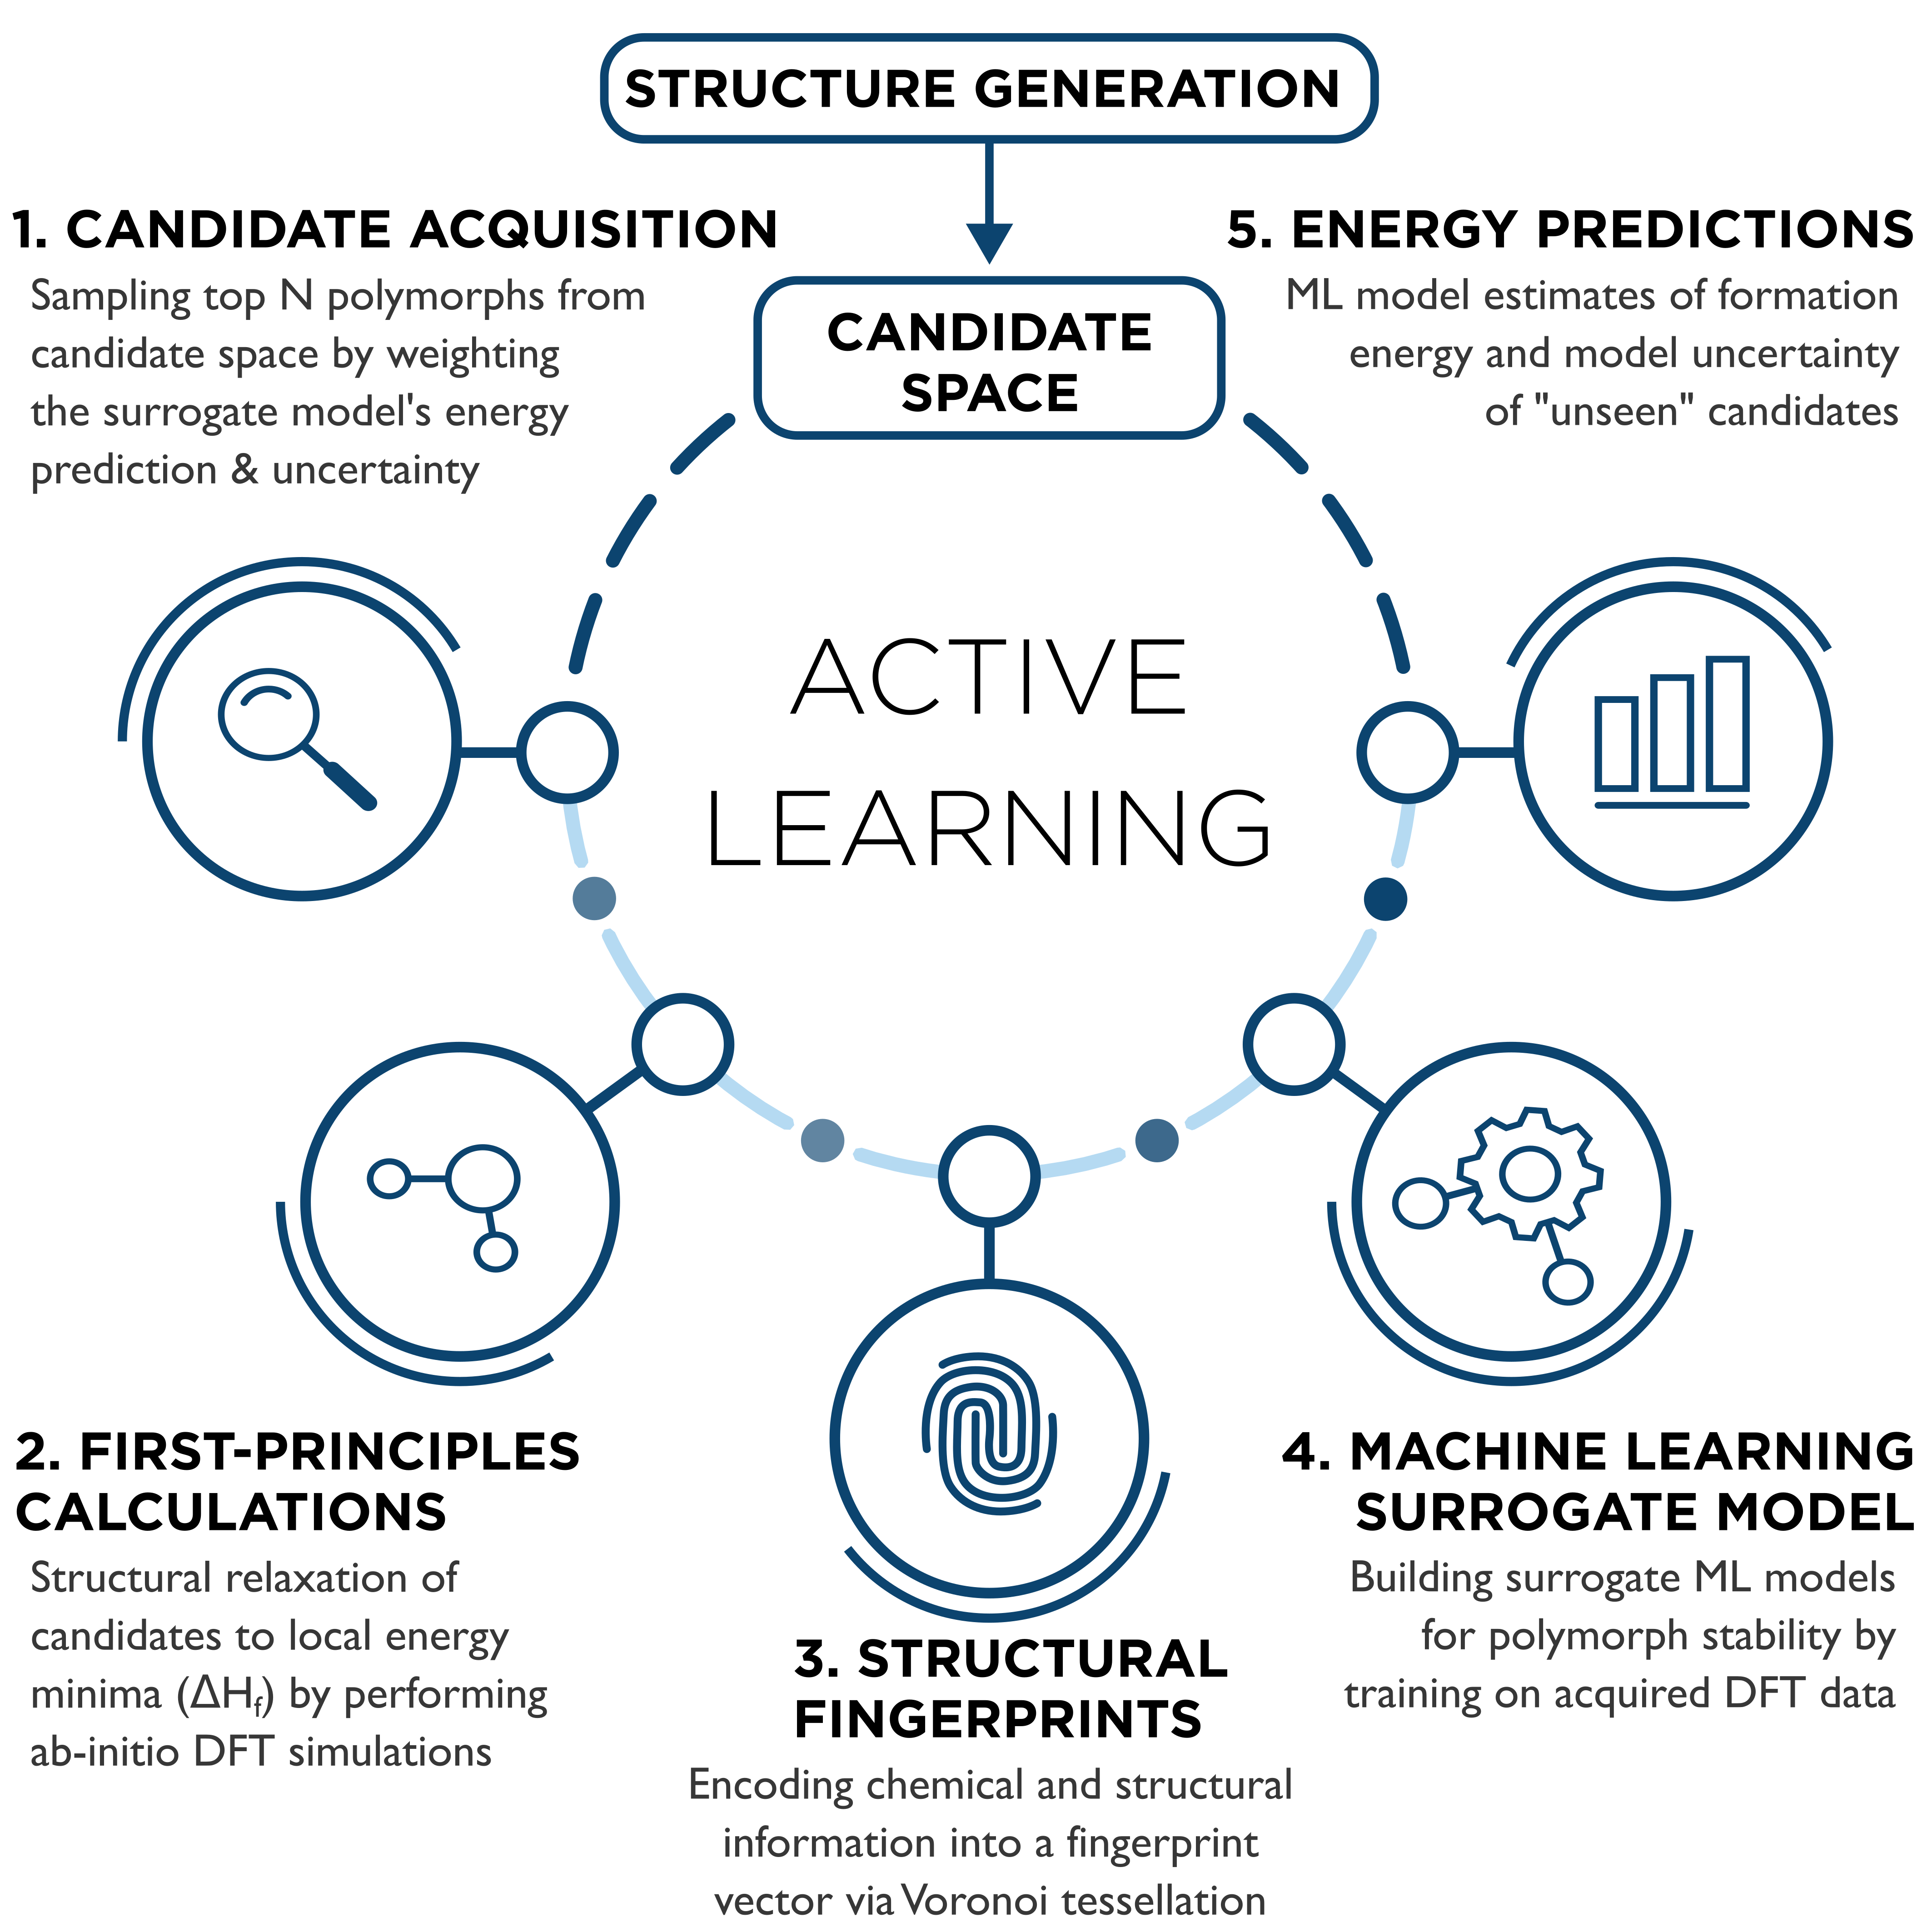 STRUCTURE GENERATION
CANDIDATE
SPACE
ACTIVE
LEARNING
1. CANDIDATE ACQUISITION
Sampling top N polymorphs from
candidate space by weighting
the surrogate model's energy
prediction & uncertainty
2. FIRST-PRINCIPLES
CALCULATIONS
Structural relaxation of
candidates to local energy
minima (ΔHf) by performing
ab-initio DFT simulations
3. STRUCTURAL
FINGERPRINTS
Encoding chemical and structural
information into a fingerprint
vector via Voronoi tessellation
4. MACHINE LEARNING
SURROGATE MODEL
Building surrogate ML models
for polymorph stability by
training on acquired DFT data
5. ENERGY PREDICTIONS
ML model estimates of formation
energy and model uncertainty
of "unseen" candidates